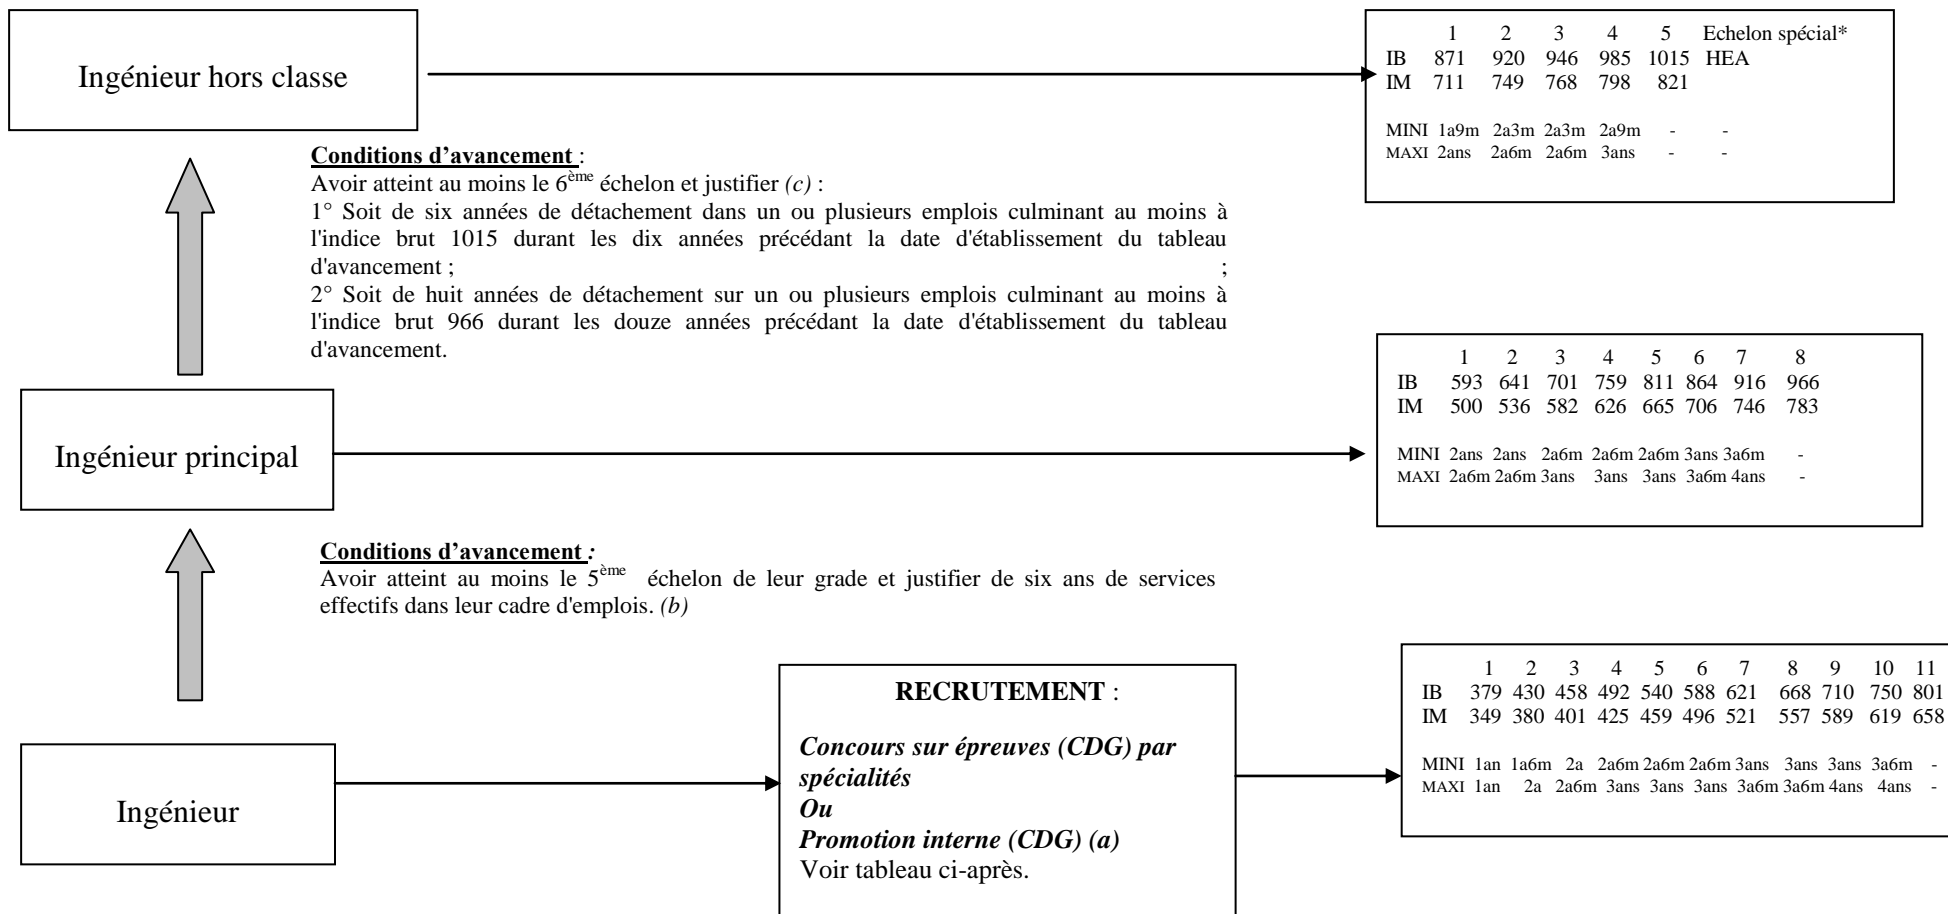 Ingénieur hors classe
1 2 3 4 5 Echelon spécial*
IB 871 920 946 985 1015 HEA
IM 711 749 768 798 821
MINI 1a9m 2a3m 2a3m 2a9m - -
MAXI 2ans 2a6m 2a6m 3ans - -
Conditions d'avancement :
Avoir atteint au moins le 6ème échelon et justifier (c) :
1° Soit de six années de détachement dans un ou plusieurs emplois culminant au moins à
l'indice brut 1015 durant les dix années précédant la date d'établissement du tableau
d'avancement ; ;
2° Soit de huit années de détachement sur un ou plusieurs emplois culminant au moins à
l'indice brut 966 durant les douze années précédant la date d'établissement du tableau
d'avancement.
Ingénieur principal
1 2 3 4 5 6 7 8
IB 593 641 701 759 811 864 916 966
IM 500 536 582 626 665 706 746 783
MINI 2ans 2ans 2a6m 2a6m 2a6m 3ans 3a6m -
MAXI 2a6m 2a6m 3ans 3ans 3ans 3a6m 4ans -
Conditions d'avancement :
Avoir atteint au moins le 5ème échelon de leur grade et justifier de six ans de services
effectifs dans leur cadre d'emplois. (b)
Ingénieur
RECRUTEMENT :
Concours sur épreuves (CDG) par
spécialités
Ou
Promotion interne (CDG) (a)
Voir tableau ci-après.
1 2 3 4 5 6 7 8 9 10 11
IB 379 430 458 492 540 588 621 668 710 750 801
IM 349 380 401 425 459 496 521 557 589 619 658
MINI 1an 1a6m 2a 2a6m 2a6m 2a6m 3ans 3ans 3ans 3a6m -
MAXI 1an 2a 2a6m 3ans 3ans 3ans 3a6m 3a6m 4ans 4ans -